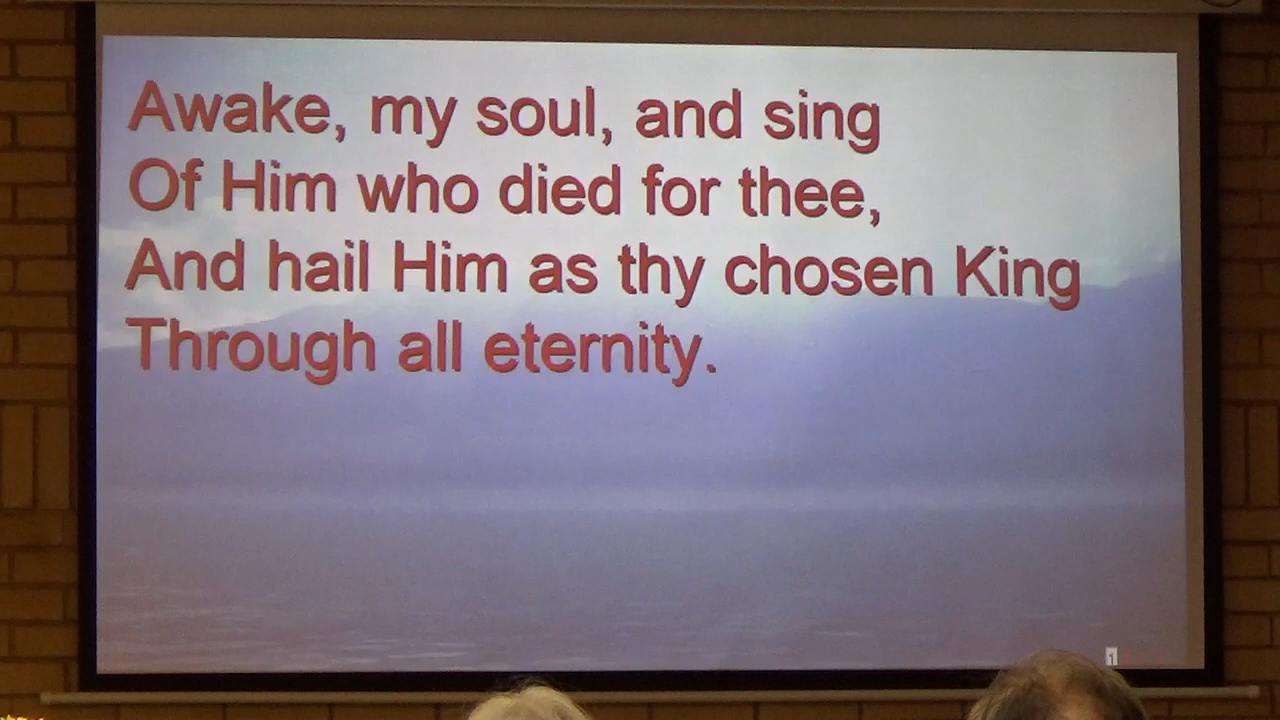 Awake, my soul, and sing
Of Him who died for thee,
And hail Him as thy chosen King
Through all eternity.
1